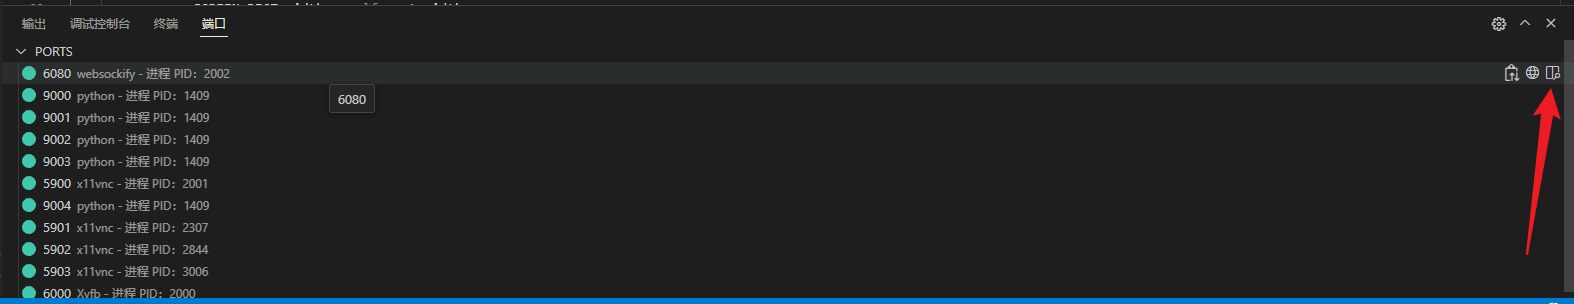 输出 调试控制台 终端 端口
PORTS
6080 websockify - 进程 PID：2002
9000 python - 进程 PID：1409
6080
9001 python - 进程 PID：1409
9002 python - 进程 PID：1409
9003 python - 进程 PID：1409
5900 x11vnc - 进程 PID：2001
9004 python - 进程 PID：1409
5901 x11vnc - 进程 PID：2307
5902 x11vnc - 进程 PID：2844
5903 x11vnc - 进程 PID：3006
6000 Xvfb - 进程 PID：2000